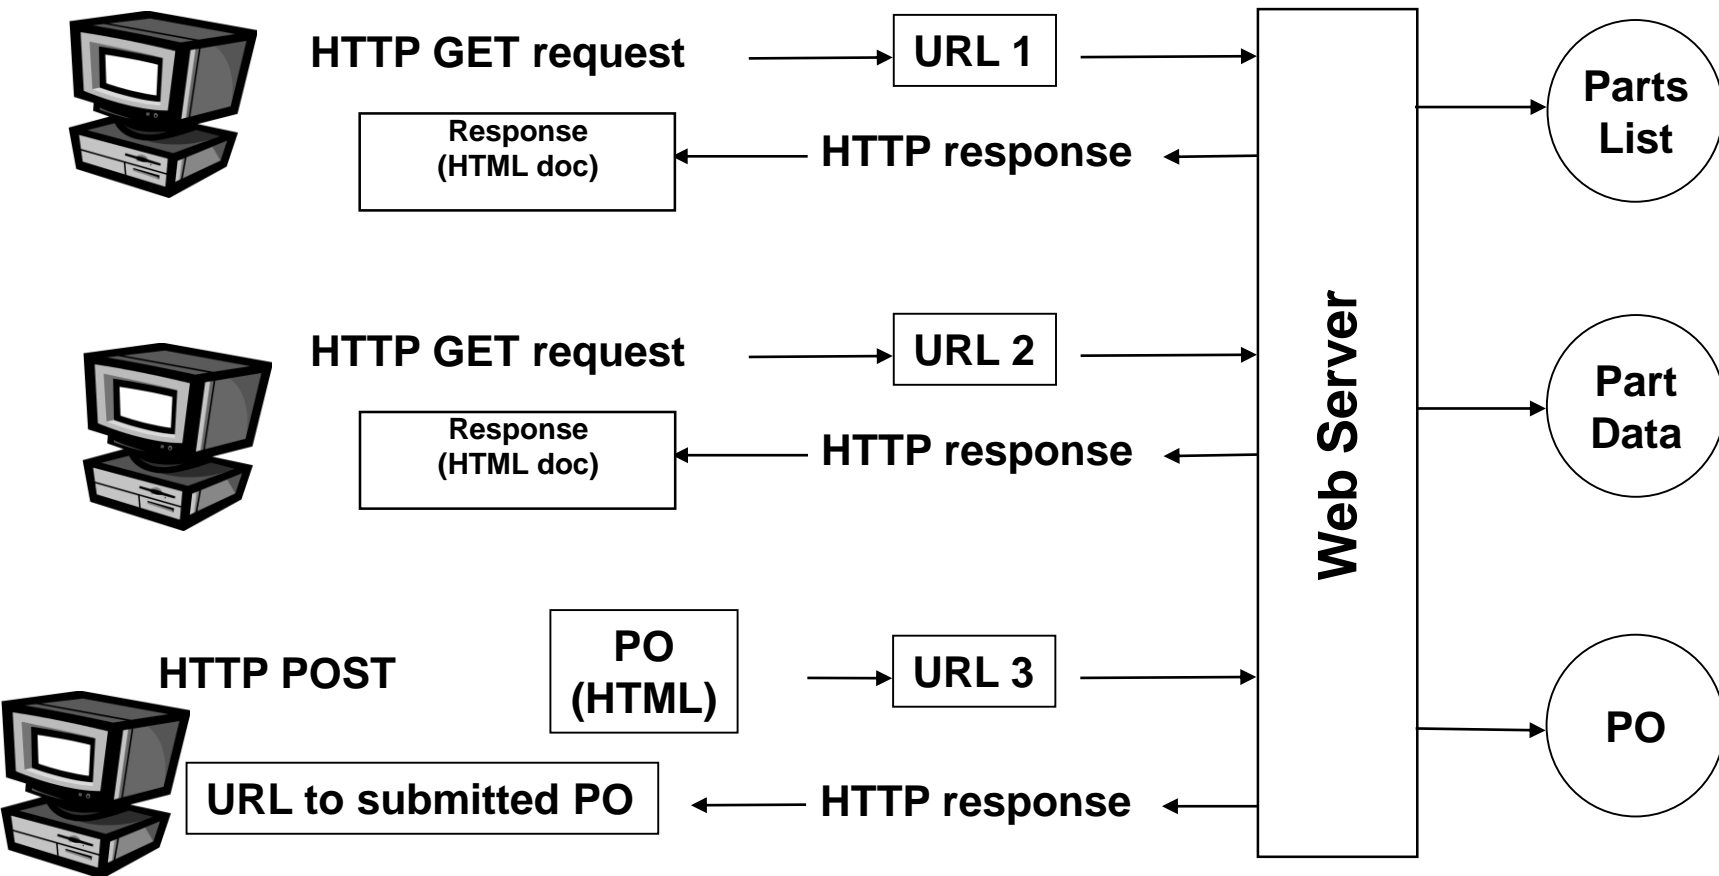 HTTP GET request
URL 1
Response
(HTML doc)
HTTP response
Parts
List
HTTP GET request
URL 2
Response
(HTML doc)
HTTP response
Part
Data
Web Server
HTTP POST
PO
(HTML)
URL 3
URL to submitted PO
HTTP response
PO